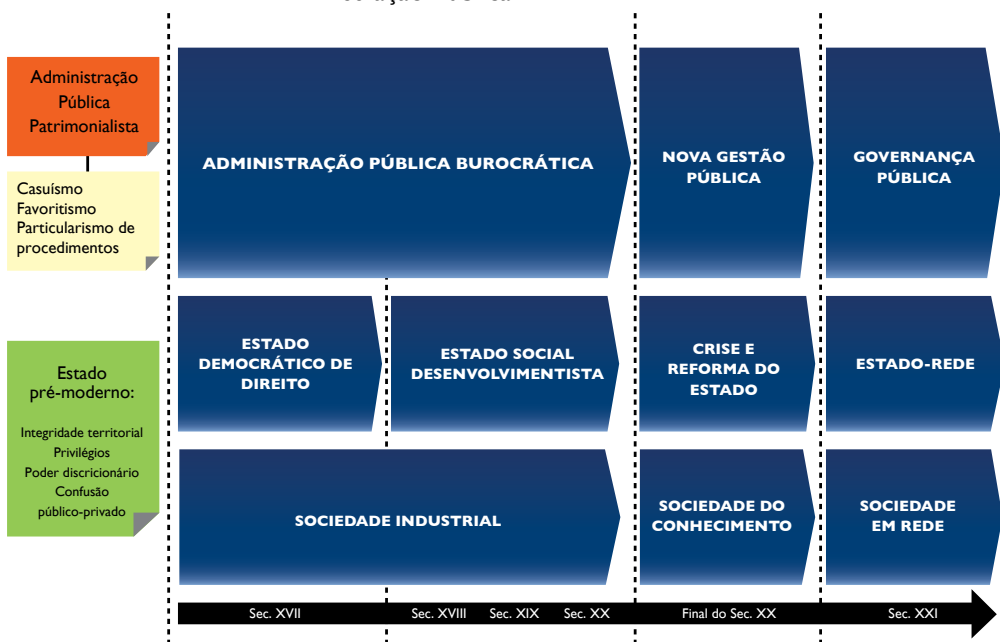 Administração
Pública
Patrimonialista
Casuísmo
Favoritismo
Particularismo de
procedimentos
ADMINISTRAÇÃO PÚBLICA BUROCRÁTICA
NOVA GESTÃO
PÚBLICA
GOVERNANÇA
PÚBLICA
Estado
pré-moderno:
Integridade territorial
Privilégios
Poder discricionário
Confusão
público-privado
ESTADO
DEMOCRÁTICO DE
DIREITO
ESTADO SOCIAL
DESENVOLVIMENTISTA
CRISE E
REFORMA DO
ESTADO
ESTADO-REDE
SOCIEDADE INDUSTRIAL
SOCIEDADE DO
CONHECIMENTO
SOCIEDADE
EM REDE
Sec. XVII
Sec. XVIII
Sec. XIX
Sec. XX
Final do Sec. XX
Sec. XXI